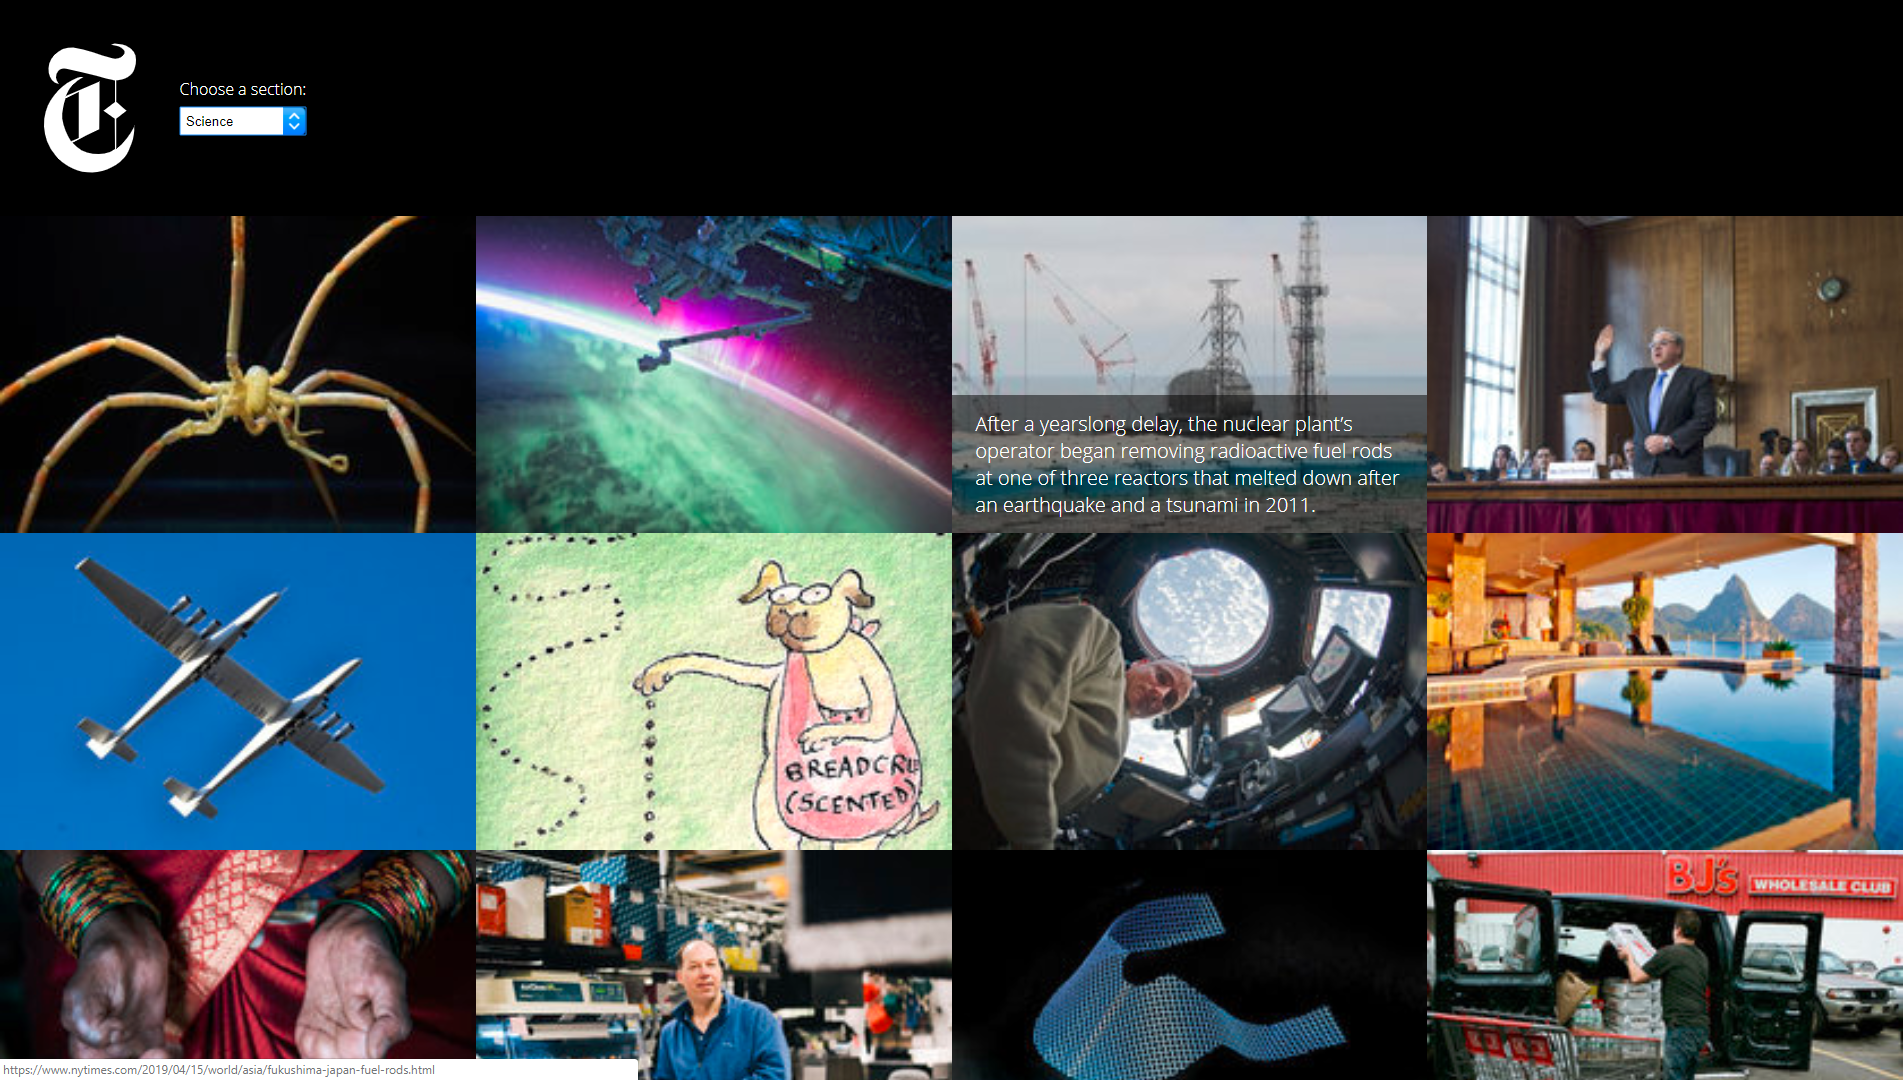 Choose a section:
Science
After a yearslong delay, the nuclear plant’s
operator began removing radioactive fuel rods
at one of three reactors that melted down after
an earthquake and a tsunami in 2011.
BREADCRU
(SCENTED)
BJ's
WHOLESALE CLUB
https://www.nytimes.com/2019/04/15/world/asia/fukushima-japan-fuel-rods.html